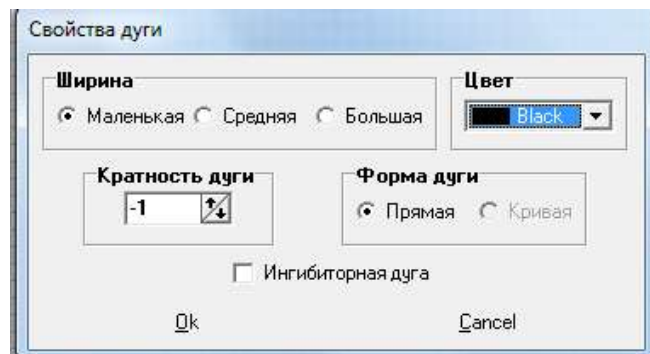 Свойства дуги
Ширина
Маленькая Средняя Большая
Цвет
Black
Кратность дуги
-1
Форма дуги
Прямая Кривая
Ингибиторная дуга
Ok Cancel